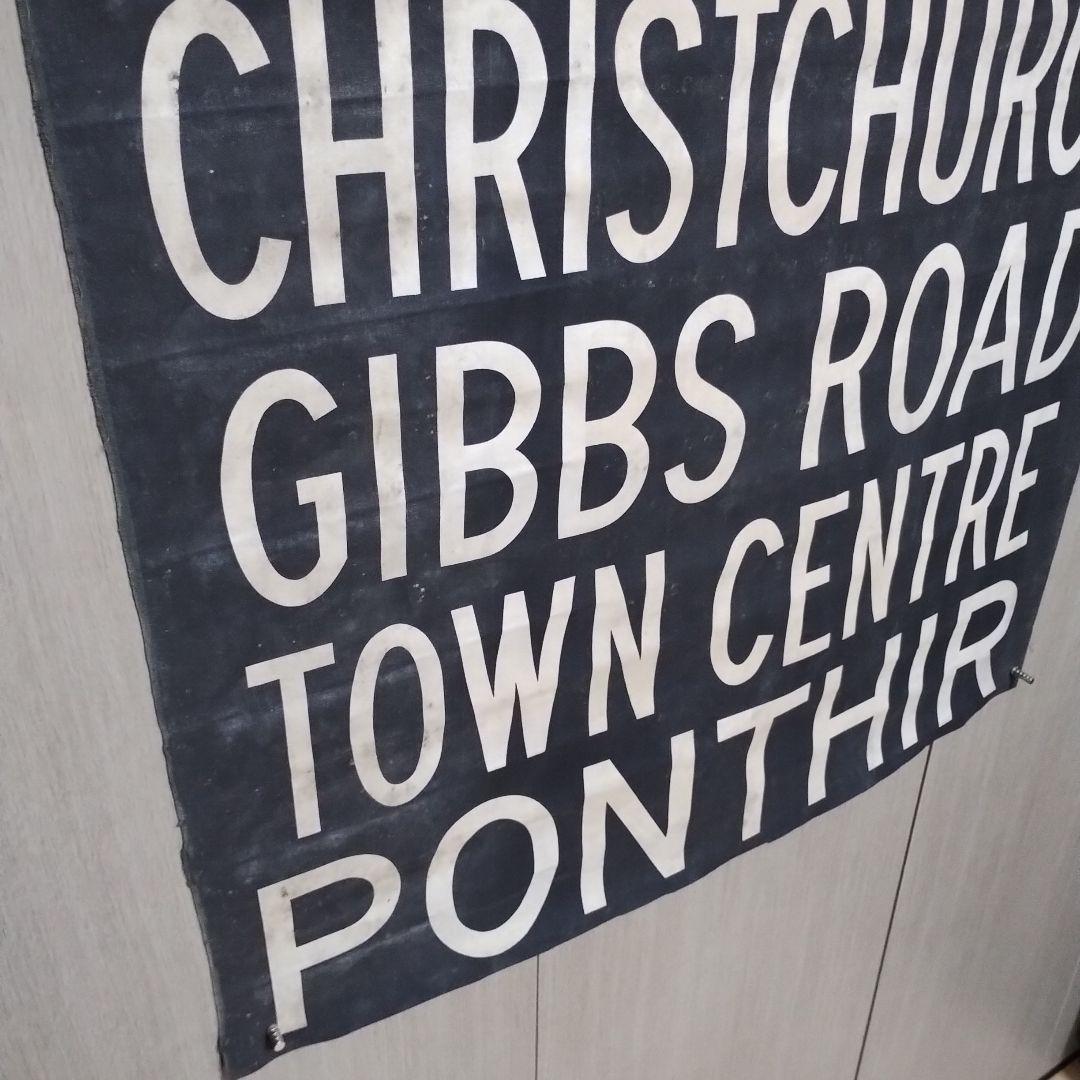 CHRISTCHURC
GIBBS ROAD
TOWN CENTRE
PONTHIR